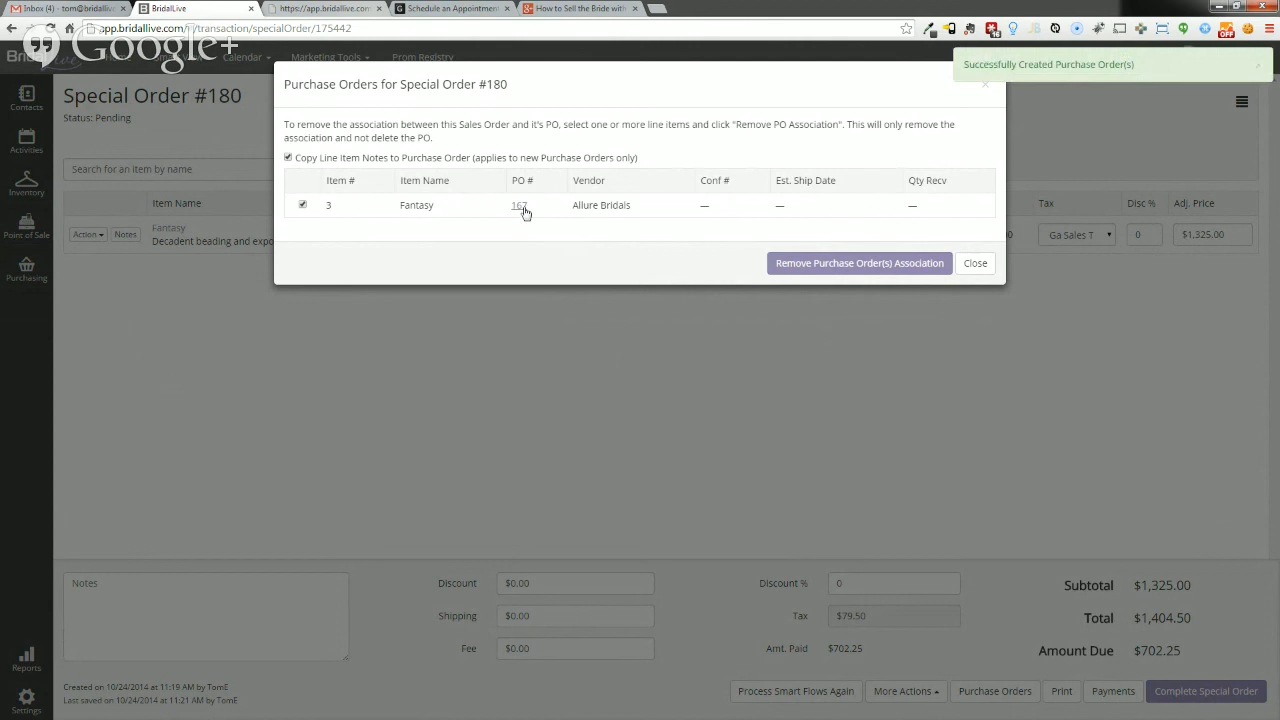 Inbox (0) - tom@bridalliv
BridalLive
https://app.bridallive.com/
Schedule an Appointment
How to Sell the Bride with
app.bridallive.com/#/transaction/specialOrder/175442
Google+
Calendar
Marketing Tools
Prom Registry
Successfully Created Purchase Order(s)
Contacts
Activities
Inventory
Point of Sale
Purchasing
Reports
Settings
Special Order #180
Status: Pending
Search for an Item by name
Item Name
Tax
Disc %
Adj. Price
Action
Notes
Fantasy
Decadent beading and expo
Ga Sales T
0
$1,325.00
Purchase Orders for Special Order #180
To remove the association between this Sales Order and it's PO, select one or more line items and click "Remove PO Association". This will only remove the
association and not delete the PO.
Copy Line Item Notes to Purchase Order (applies to new Purchase Orders only)
Item # Item Name PO # Vendor Conf # Est. Ship Date Qty Recv
3 Fantasy 167 Allure Bridals — — —
Remove Purchase Order(s) Association
Close
Notes
Discount $0.00 Discount % 0 Subtotal $1,325.00
Shipping $0.00 Tax $79.50 Total $1,404.50
Fee $0.00 Amt. Paid $702.25 Amount Due $702.25
Created on 10/24/2014 at 11:19 AM by TomE
Last saved on 10/24/2014 at 11:21 AM by TomE
Process Smart Flows Again
More Actions
Purchase Orders
Print
Payments
Complete Special Order